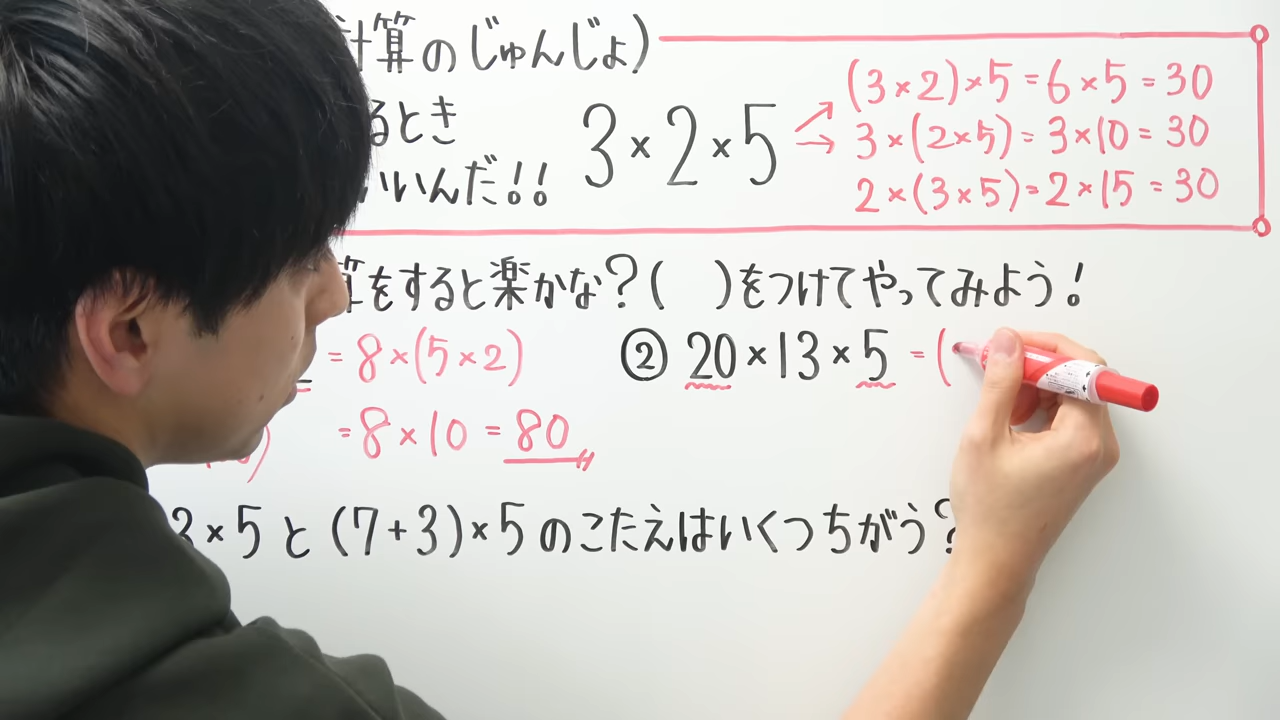 計算のじゅんじょ)
るとき
いいんだ!!
3×2×5
(3×2)×5=6×5=30
3×(2×5)=3×10=30
2×(3×5)=2×15=30
算をすると楽かな?( )をつけてやってみよう!
=8×(5×2)
=8×10=80
② 20×13×5 =(
3×5と(7+3)×5のこたえはいくつちがう?